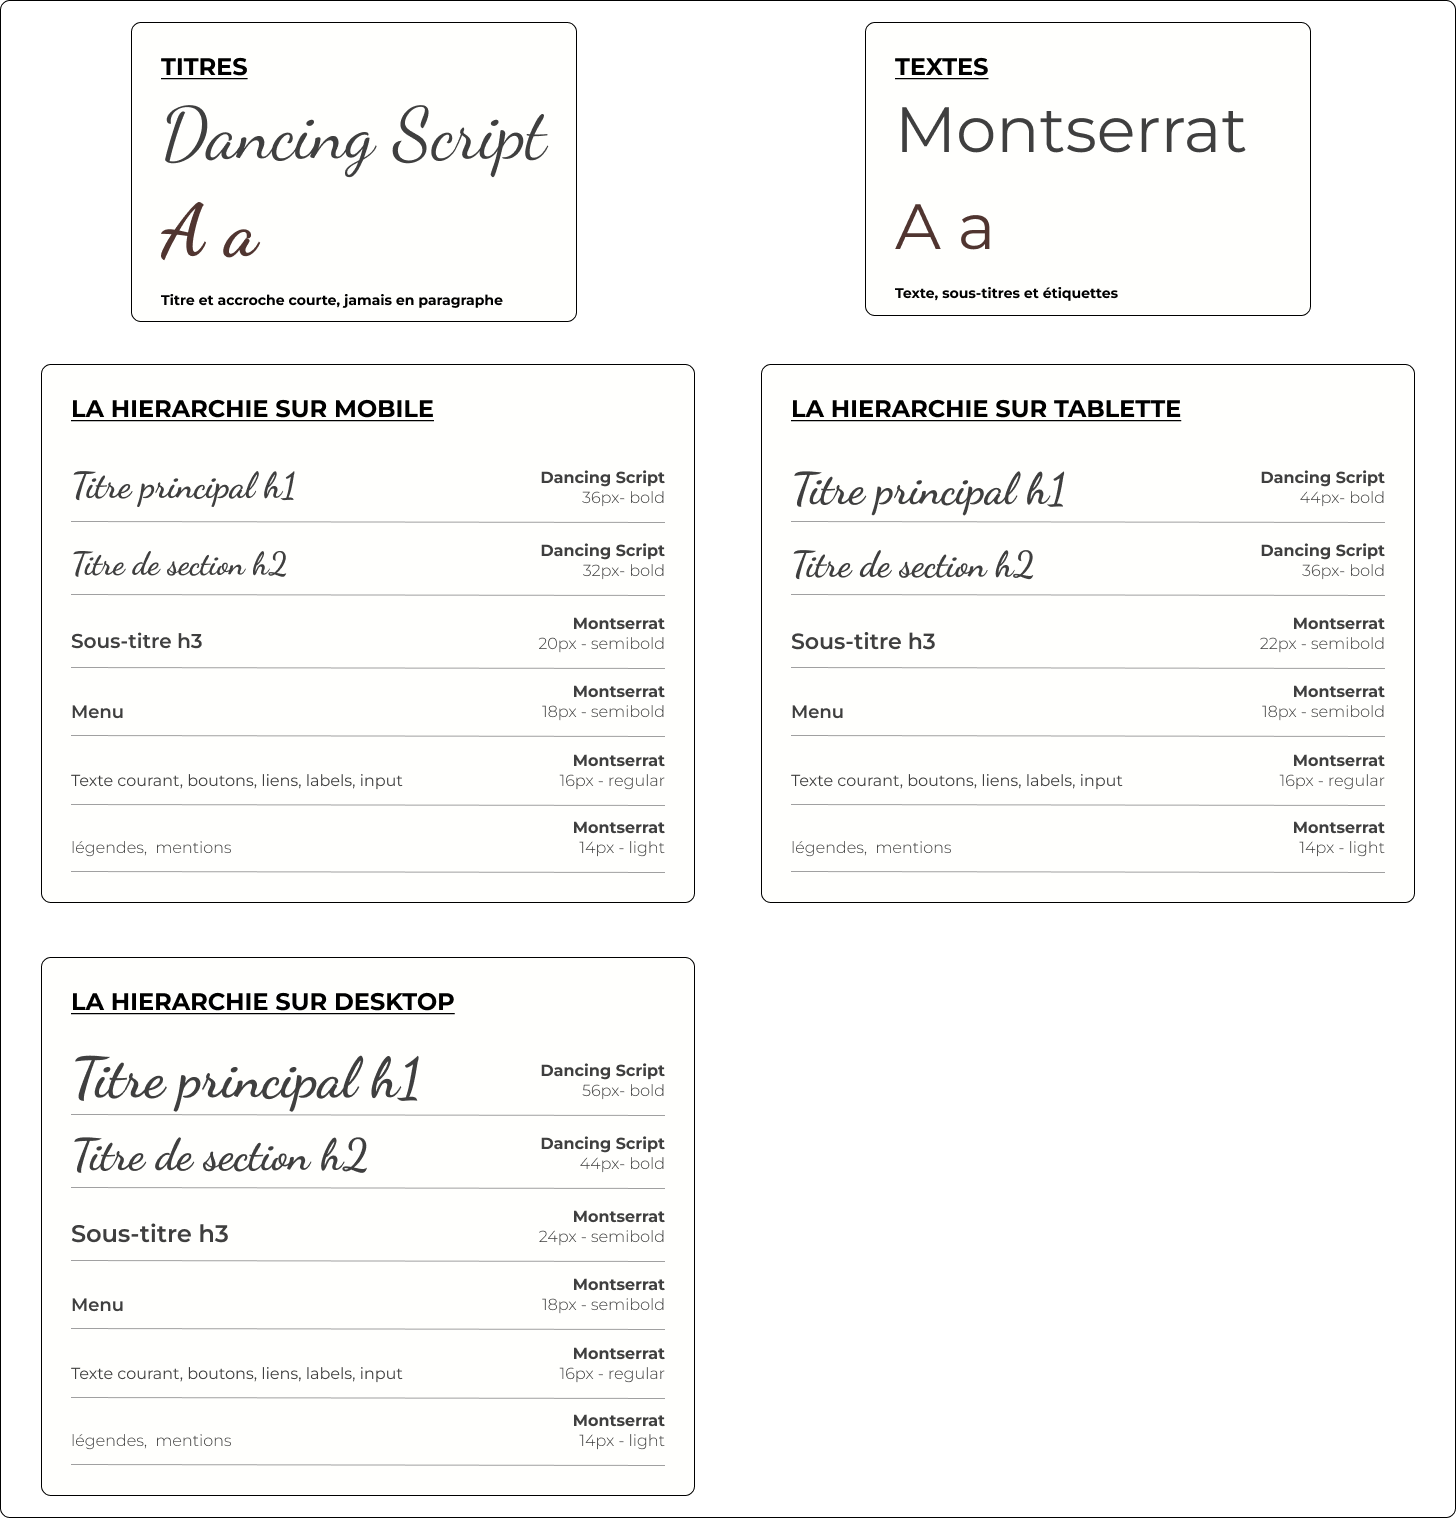 TITRES
Dancing Script
A a
Titre et accroche courte, jamais en paragraphe
TEXTES
Montserrat
A a
Texte, sous-titres et étiquettes
LA HIERARCHIE SUR MOBILE
Titre principal h1
Dancing Script
36px- bold
Titre de section h2
Dancing Script
32px- bold
Sous-titre h3
Montserrat
20px - semibold
Menu
Montserrat
18px - semibold
Texte courant, boutons, liens, labels, input
Montserrat
16px - regular
légendes,  mentions
Montserrat
14px - light
LA HIERARCHIE SUR TABLETTE
Titre principal h1
Dancing Script
44px- bold
Titre de section h2
Dancing Script
36px- bold
Sous-titre h3
Montserrat
22px - semibold
Menu
Montserrat
18px - semibold
Texte courant, boutons, liens, labels, input
Montserrat
16px - regular
légendes,  mentions
Montserrat
14px - light
LA HIERARCHIE SUR DESKTOP
Titre principal h1
Dancing Script
56px- bold
Titre de section h2
Dancing Script
44px- bold
Sous-titre h3
Montserrat
24px - semibold
Menu
Montserrat
18px - semibold
Texte courant, boutons, liens, labels, input
Montserrat
16px - regular
légendes,  mentions
Montserrat
14px - light